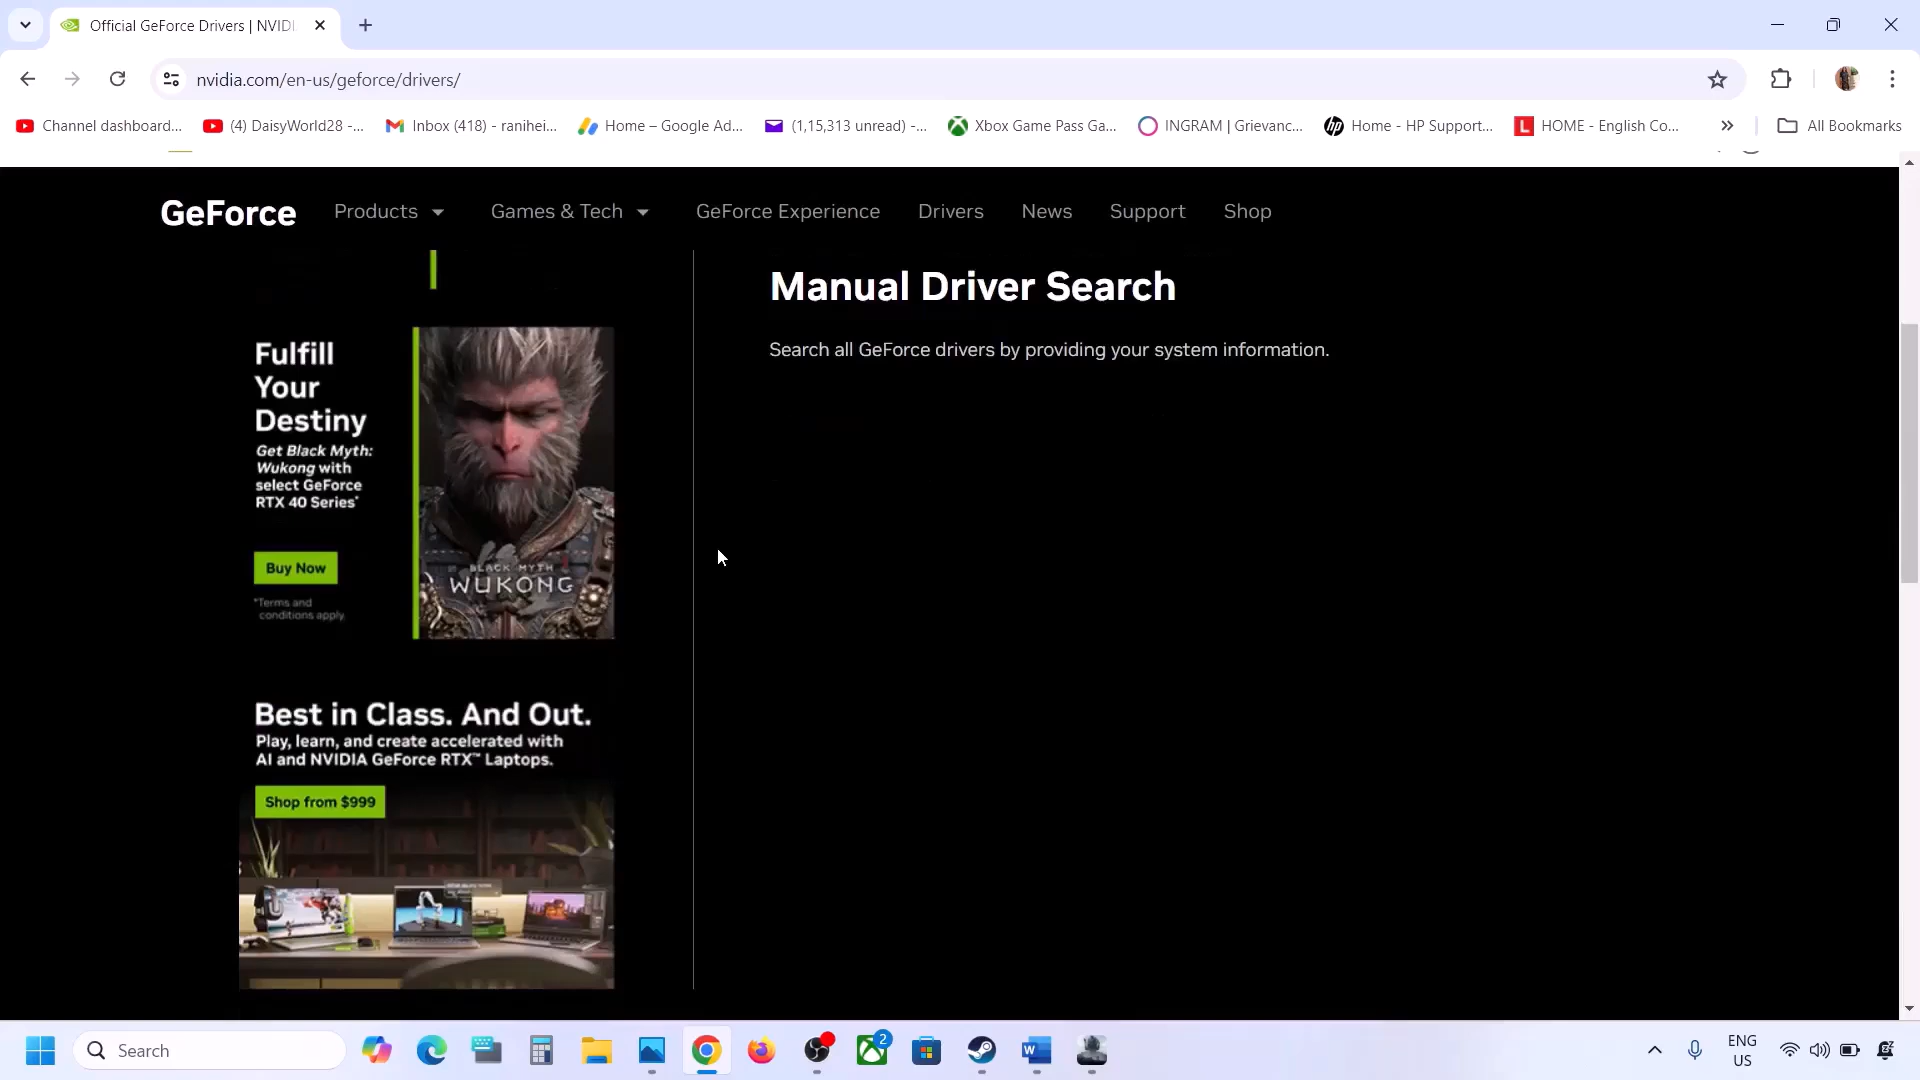 Official GeForce Drivers | NVIDI
nvidia.com/en-us/geforce/drivers/
Channel dashboard...
(4) DaisyWorld28 -...
Inbox (418) - ranihei...
Home – Google Ad...
(1,15,313 unread) -...
Xbox Game Pass Ga...
INGRAM | Grievanc...
Home - HP Support...
HOME - English Co...
All Bookmarks
GeForce
Products
Games & Tech
GeForce Experience
Drivers
News
Support
Shop
Manual Driver Search
Search all GeForce drivers by providing your system information.
Fulfill
Your
Destiny
Get Black Myth:
Wukong with
select GeForce
RTX 40 Series*
Buy Now
*Terms and
conditions apply.
BLACK MYTH
WUKONG
Best in Class. And Out.
Play, learn, and create accelerated with
AI and NVIDIA GeForce RTX™ Laptops.
Shop from $999
Search
2
ENG
US